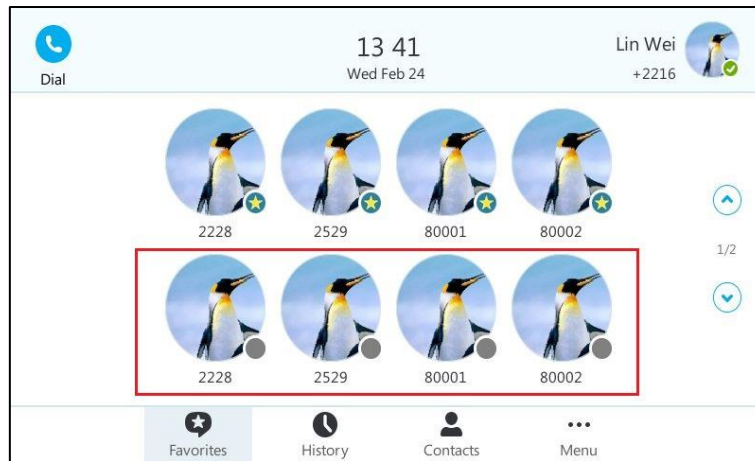 13 41
Lin Wei
Dial
Wed Feb 24
+2216
2228 2529 80001 80002
1/2
2228 2529 80001 80002
Favorites History Contacts Menu